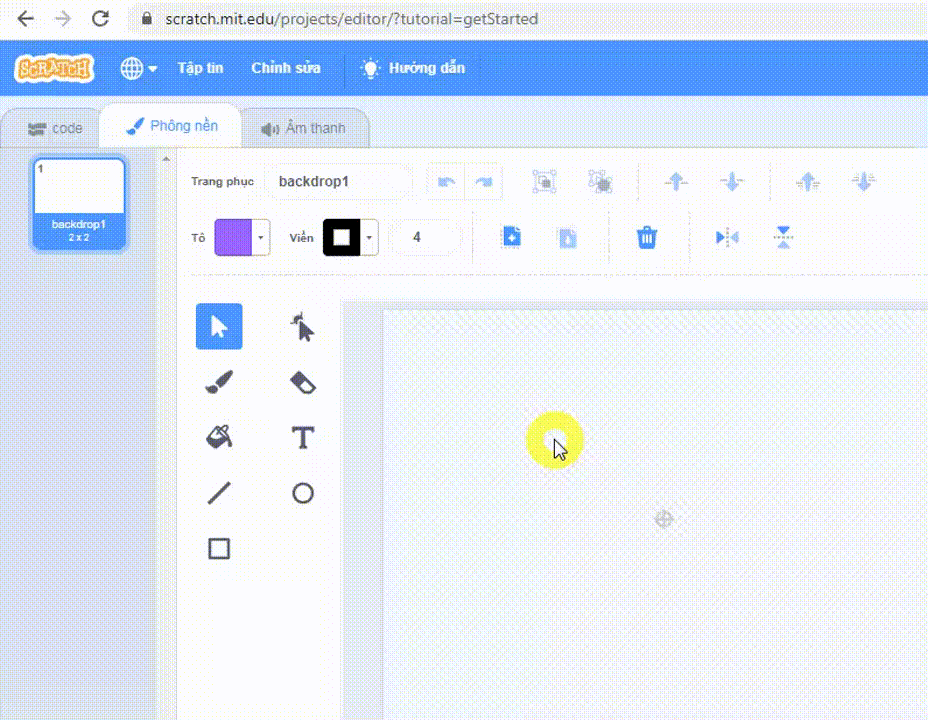 scratch.mit.edu/projects/editor/?tutorial=getStarted
SCRATCH Tập tin Chỉnh sửa Hướng dẫn
code Phông nền Âm thanh
1
backdrop1
2 x 2
Trang phục backdrop1
Tô Viền 4
T